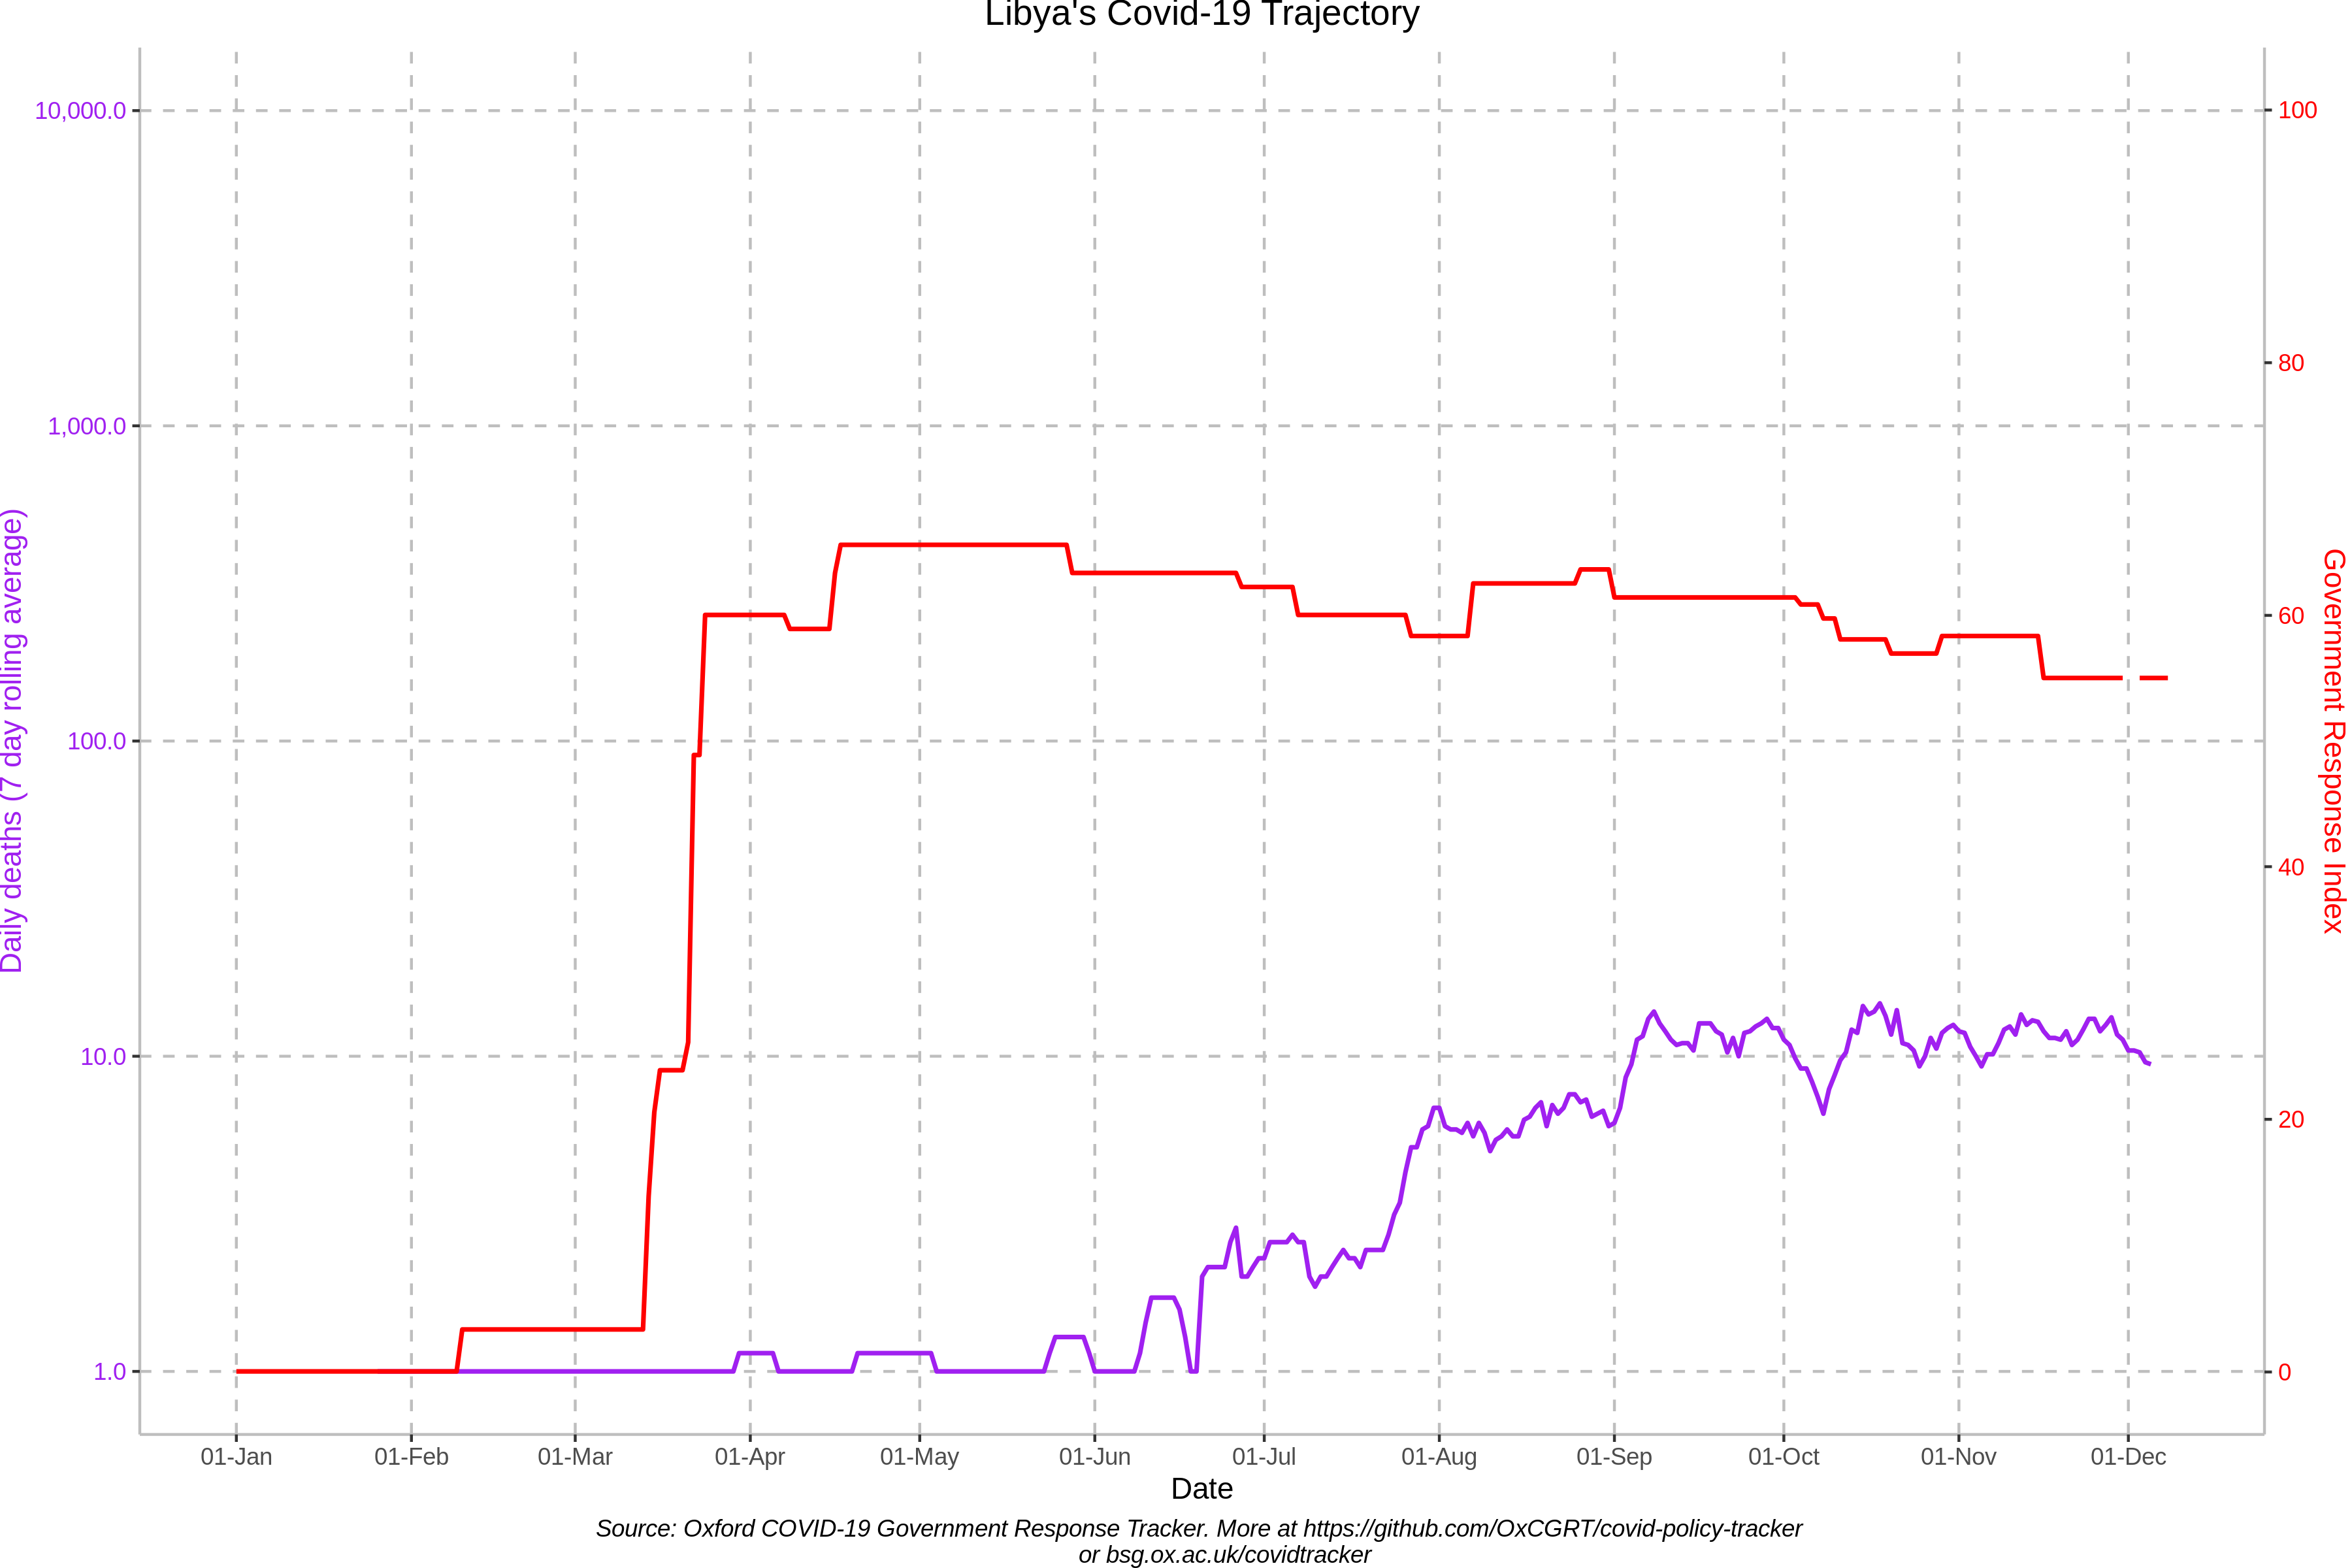 Libya's Covid-19 Trajectory
10,000.0
1,000.0
100.0
10.0
1.0
Daily deaths (7 day rolling average)
100
80
60
40
20
0
Government Response Index
01-Jan
01-Feb
01-Mar
01-Apr
01-May
01-Jun
01-Jul
01-Aug
01-Sep
01-Oct
01-Nov
01-Dec
Date
Source: Oxford COVID-19 Government Response Tracker. More at https://github.com/OxCGRT/covid-policy-tracker
or bsg.ox.ac.uk/covidtracker